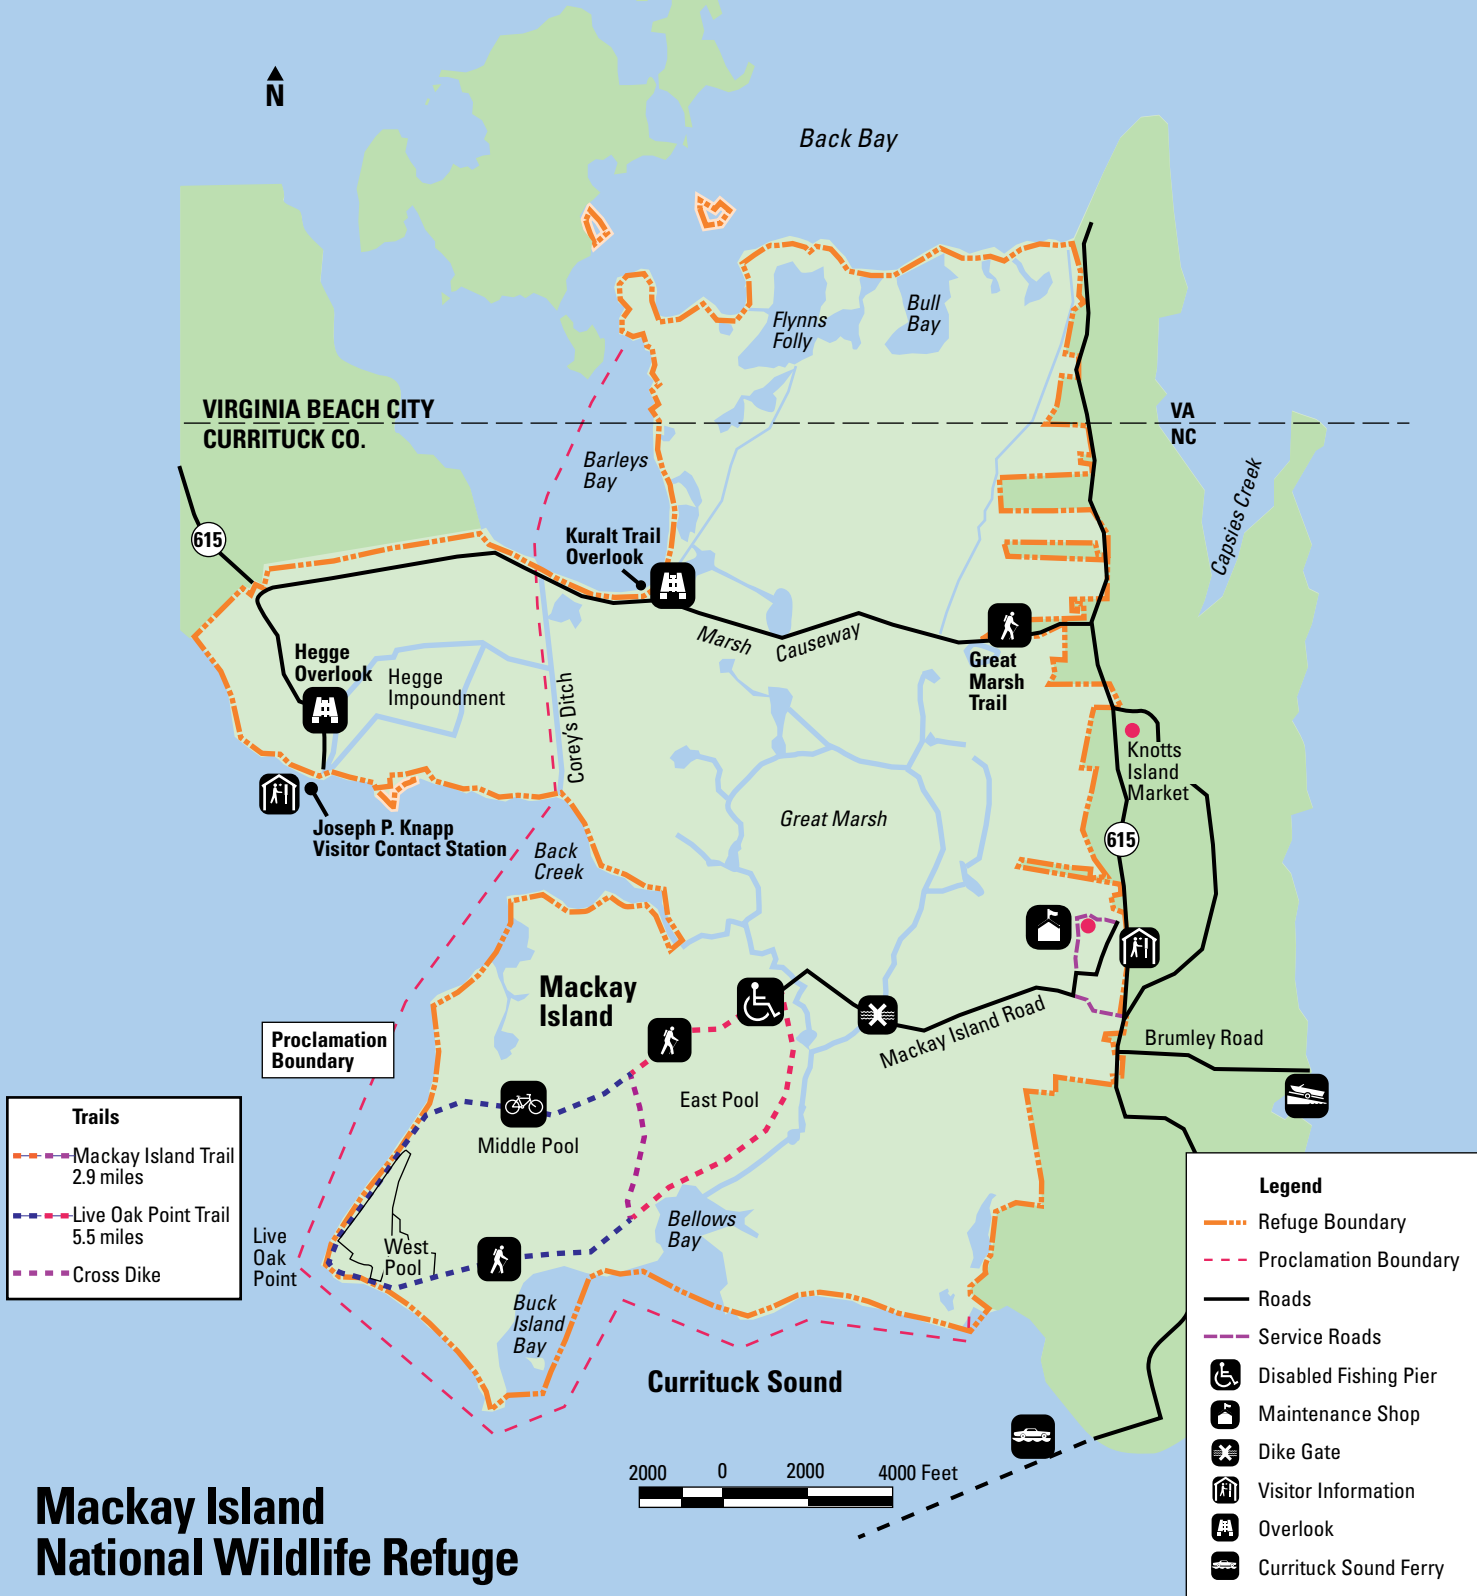 N
Back Bay
Flynns
Folly
Bull
Bay
VIRGINIA BEACH CITY
CURRITUCK CO.
VA
NC
Barleys
Bay
Capsies Creek
615
Kuralt Trail
Overlook
Marsh Causeway
Great
Marsh
Trail
Hegge
Overlook
Hegge
Impoundment
Corey's Ditch
Knotts
Island
Market
Joseph P. Knapp
Visitor Contact Station
Back
Creek
Great Marsh
615
Mackay
Island
Mackay Island Road
Brumley Road
Proclamation
Boundary
East Pool
Middle Pool
Trails
Mackay Island Trail
2.9 miles
Live Oak Point Trail
5.5 miles
Cross Dike
Live
Oak
Point
West
Pool
Bellows
Bay
Buck
Island
Bay
Currituck Sound
Legend
Refuge Boundary
Proclamation Boundary
Roads
Service Roads
Disabled Fishing Pier
Maintenance Shop
Dike Gate
Visitor Information
Overlook
Currituck Sound Ferry
2000 0 2000 4000 Feet
Mackay Island
National Wildlife Refuge